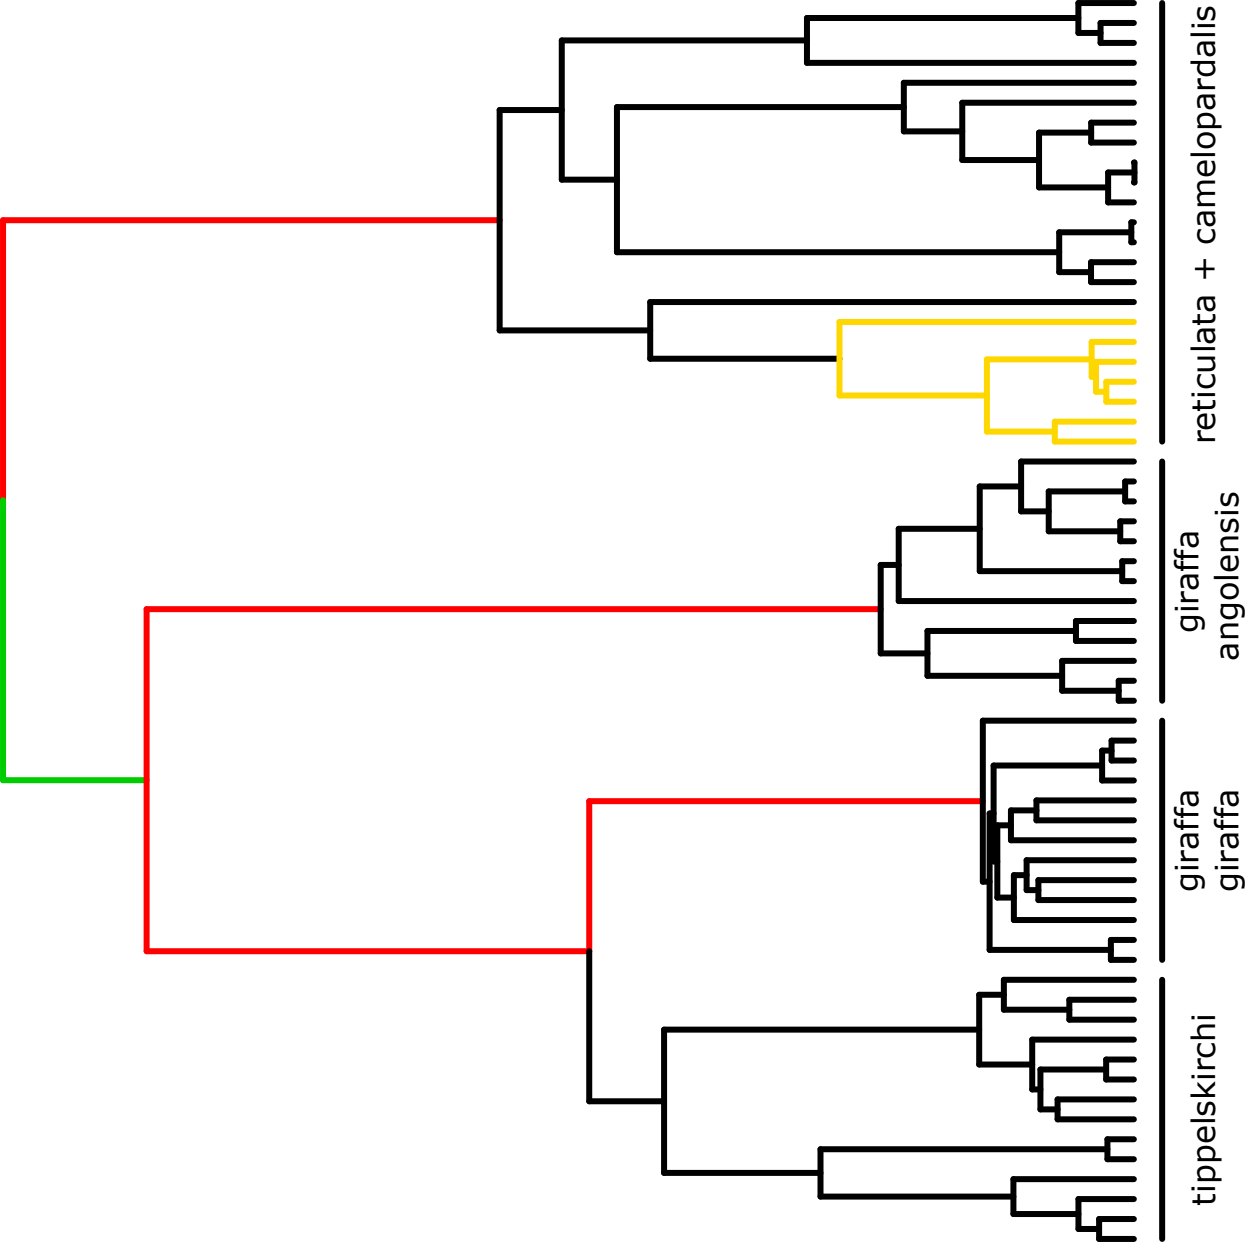 reticulata + camelopardalis
giraffa
angolensis
giraffa
giraffa
tippelskirchi